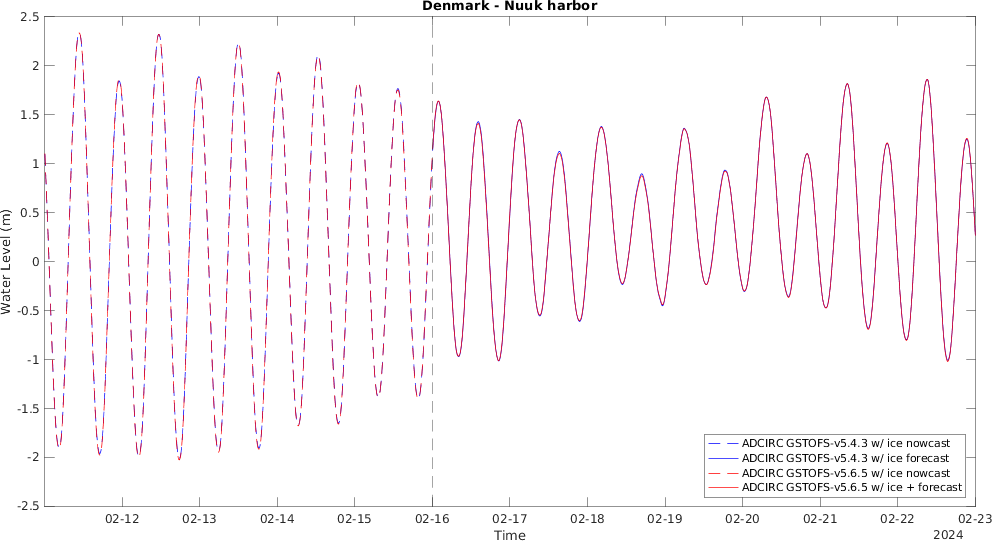 Denmark - Nuuk harbor
2.5
2
1.5
1
0.5
0
-0.5
-1
-1.5
-2
-2.5
Water Level (m)
ADCIRC GSTOFS-v5.4.3 w/ ice nowcast
ADCIRC GSTOFS-v5.4.3 w/ ice forecast
ADCIRC GSTOFS-v5.6.5 w/ ice nowcast
ADCIRC GSTOFS-v5.6.5 w/ ice + forecast
02-12 02-13 02-14 02-15 02-16 02-17 02-18 02-19 02-20 02-21 02-22 02-23
Time
2024